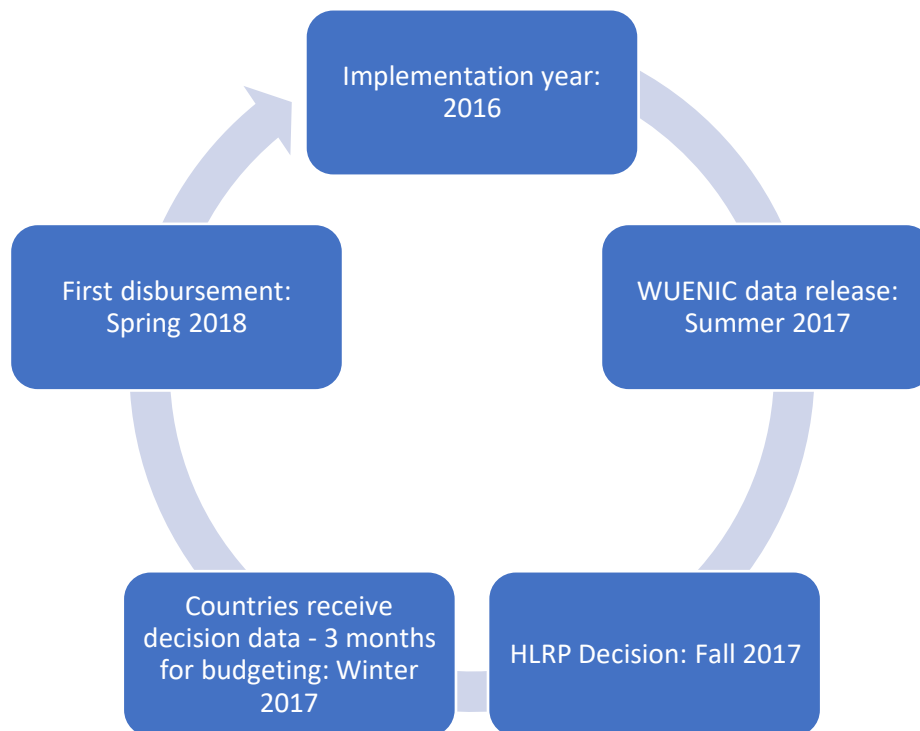 Implementation year:
2016
WUENIC data release:
Summer 2017
HLRP Decision: Fall 2017
Countries receive
decision data - 3 months
for budgeting: Winter
2017
First disbursement:
Spring 2018